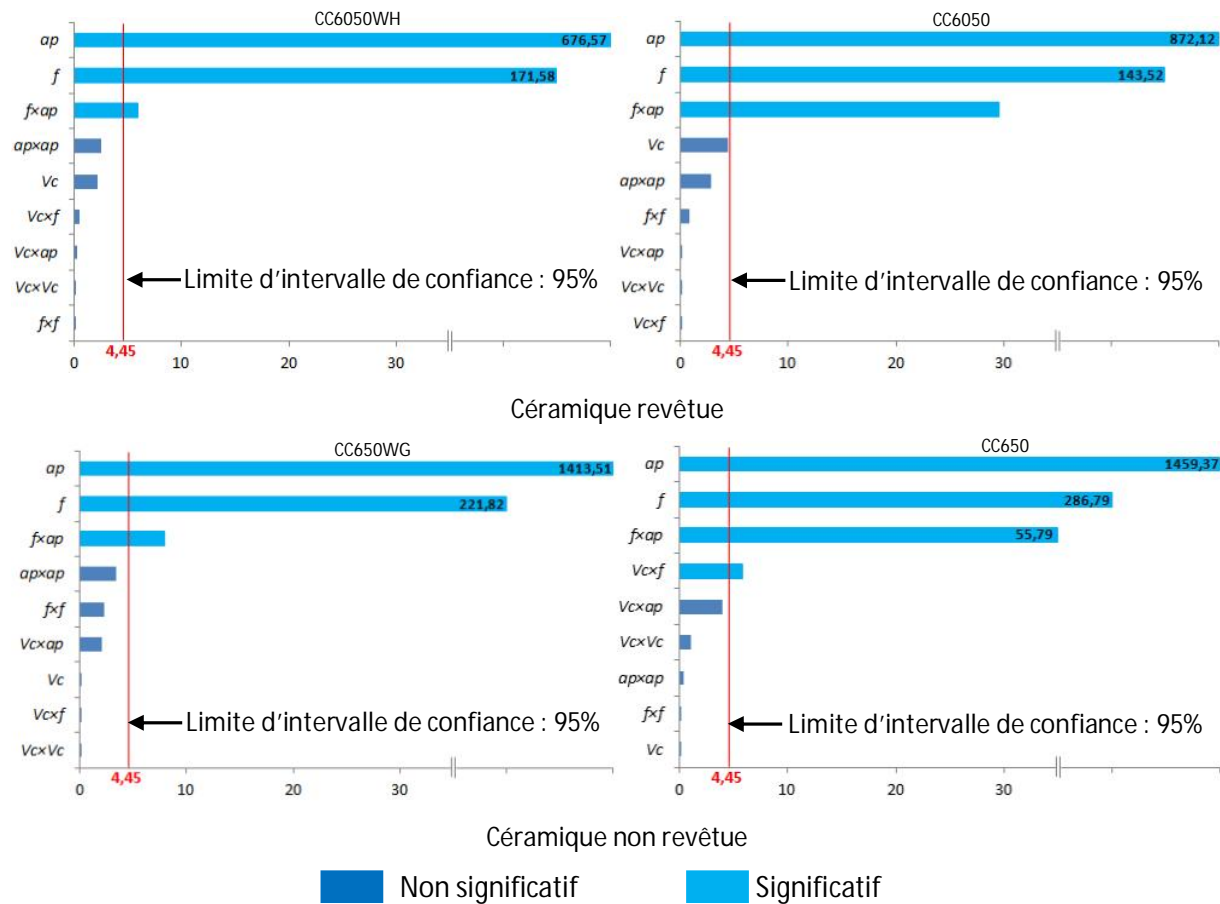 CC6050WH
ap
676,57
f
171,58
f×ap
ap×ap
Vc
Vc×f
Vc×ap
Vc×Vc
f×f
Limite d'intervalle de confiance : 95%
0
4,45
10
20
30
CC6050
ap
872,12
f
143,52
f×ap
Vc
ap×ap
f×f
Vc×ap
Vc×Vc
Vc×f
Limite d'intervalle de confiance : 95%
0
4,45
10
20
30
Céramique revêtue
CC650WG
ap
1413,51
f
221,82
f×ap
ap×ap
f×f
Vc×ap
Vc
Vc×f
Vc×Vc
Limite d'intervalle de confiance : 95%
0
4,45
10
20
30
CC650
ap
1459,37
f
286,79
f×ap
55,79
Vc×f
Vc×ap
Vc×Vc
ap×ap
f×f
Vc
Limite d'intervalle de confiance : 95%
0
4,45
10
20
30
Céramique non revêtue
Non significatif
Significatif